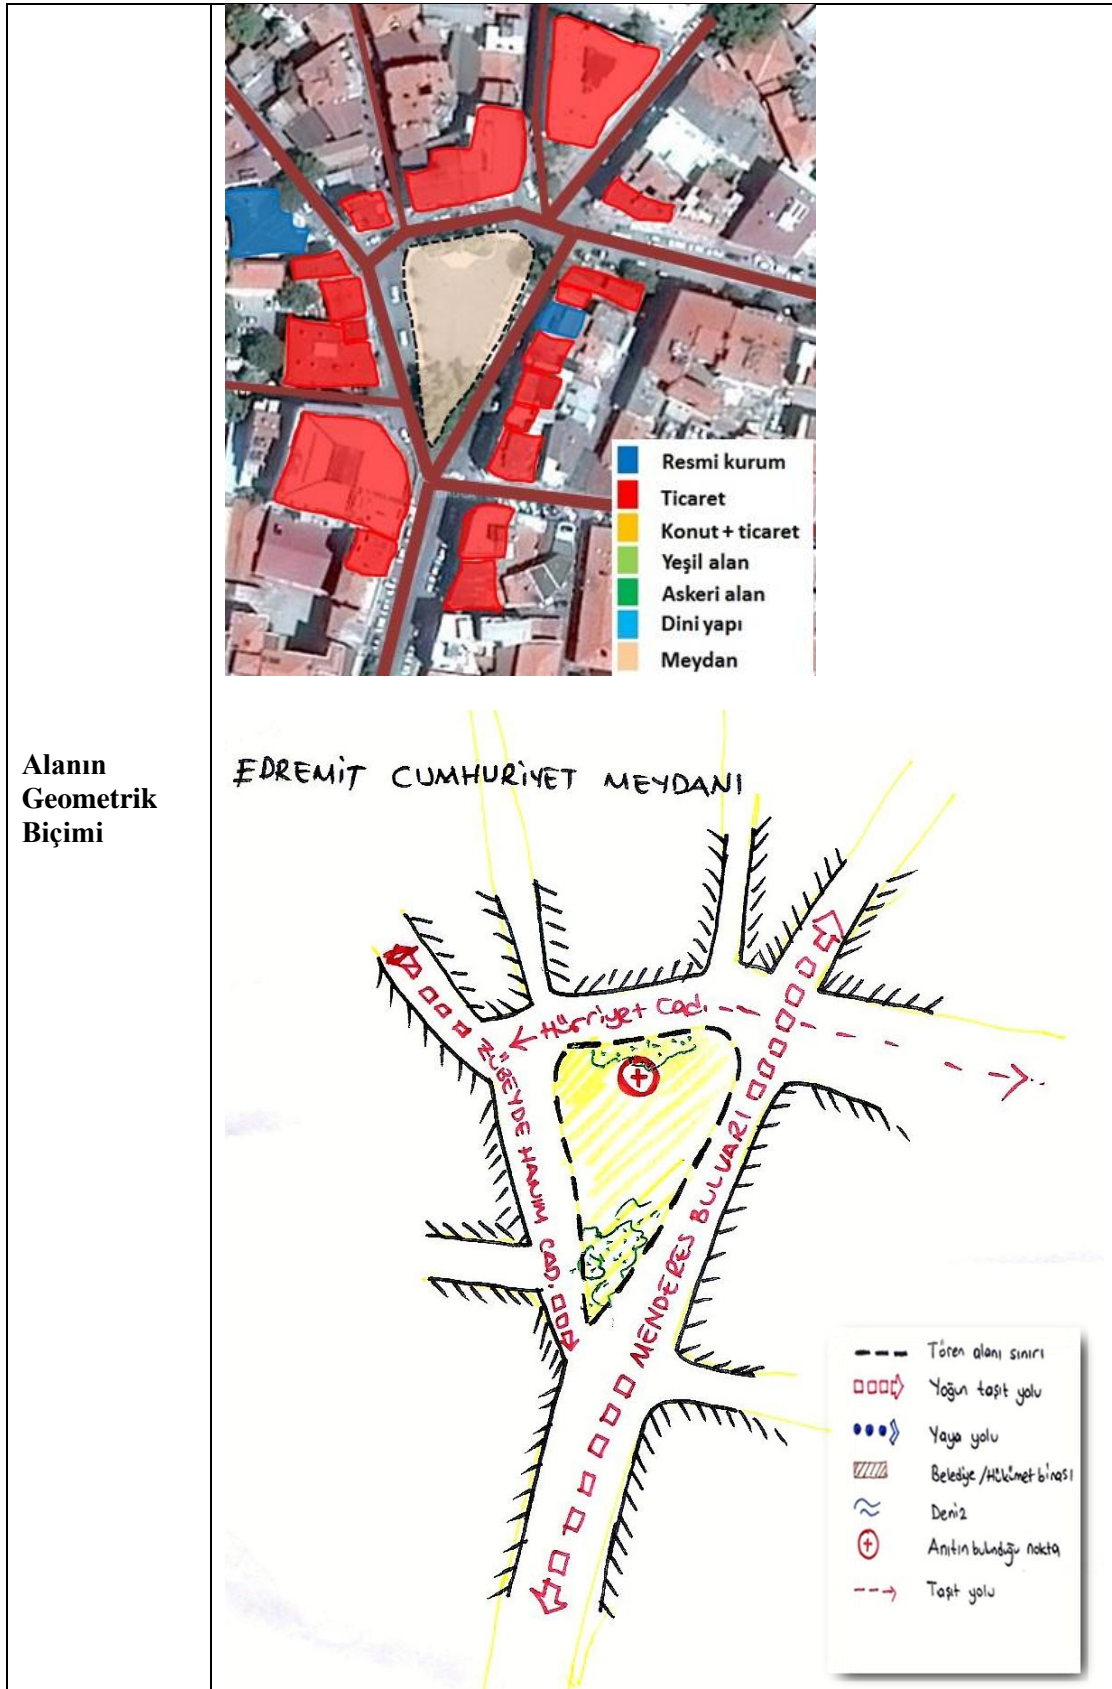 Resmi kurum
Ticaret
Konut + ticaret
Yeşil alan
Askeri alan
Dini yapı
Meydan
Alanın
Geometrik
Biçimi
EDREMİT CUMHURİYET MEYDANI
Hürriyet Cad.
ZÜBEYDE HANIM CAD.
MENDERES BULVARI
Tören alanı sınırı
Yoğun taşıt yolu
Yaya yolu
Belediye/Hükümet binası
Deniz
Anıtın bulunduğu nokta
Taşıt yolu